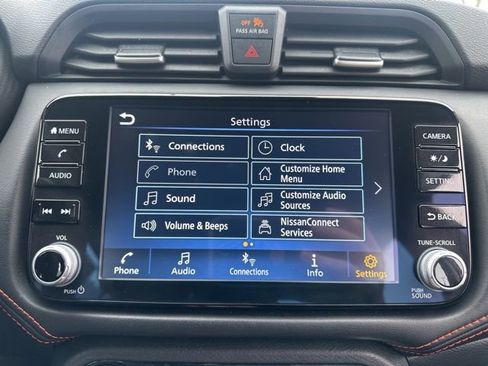 OFF
PASS AIR BAG
Settings
MENU
AUDIO
VOL
PUSH
Connections
Clock
Phone
Customize Home
Menu
Sound
Customize Audio
Sources
Volume & Beeps
NissanConnect
Services
Phone
Audio
Connections
Info
Settings
CAMERA
SETTING
BACK
TUNE-SCROLL
PUSH
SOUND